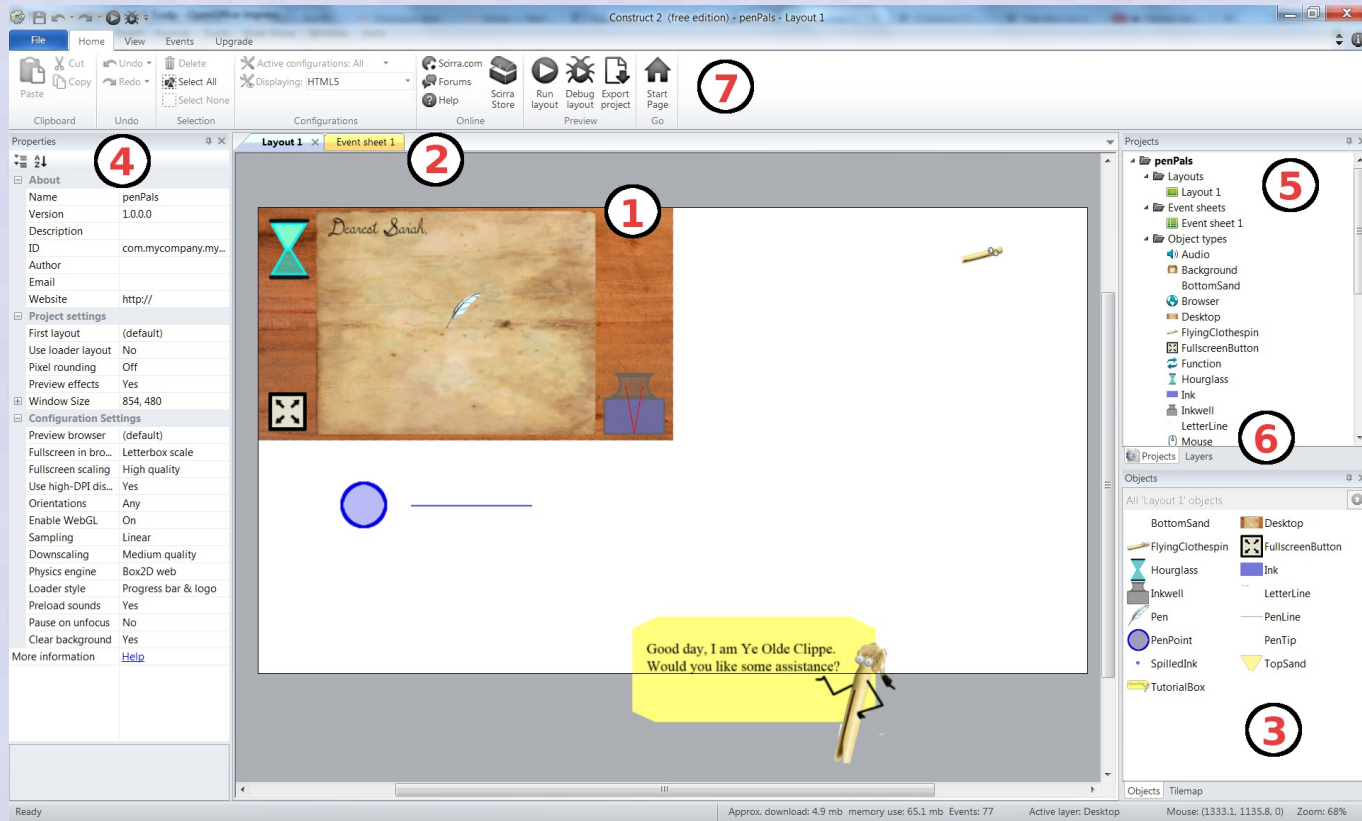 Construct 2 (free edition) - penPals - Layout 1
File Home View Events Upgrade
Paste
Cut
Copy
Clipboard
Undo
Redo
Undo
Delete
Select All
Select None
Selection
Active configurations: All
Displaying: HTML5
Configurations
Scirra.com
Forums
Help
Scirra Store
Online
Run layout
Debug layout
Export project
Preview
Start Page
Go
7
Properties
4
About
Name penPals
Version 1.0.0.0
Description
ID com.mycompany.my...
Author
Email
Website http://
Project settings
First layout (default)
Use loader layout No
Pixel rounding Off
Preview effects Yes
Window Size 854, 480
Configuration Settings
Preview browser (default)
Fullscreen in bro... Letterbox scale
Fullscreen scaling High quality
Use high-DPI dis... Yes
Orientations Any
Enable WebGL On
Sampling Linear
Downscaling Medium quality
Physics engine Box2D web
Loader style Progress bar & logo
Preload sounds Yes
Pause on unfocus No
Clear background Yes
More information Help
Layout 1 Event sheet 1
2
1
Dearest Sarah,
Good day, I am Ye Olde Clippe.
Would you like some assistance?
Projects
5
penPals
Layouts
Layout 1
Event sheets
Event sheet 1
Object types
Audio
Background
BottomSand
Browser
Desktop
FlyingClothespin
FullscreenButton
Function
Hourglass
Ink
Inkwell
LetterLine
Mouse
6
Projects Layers
Objects
All 'Layout 1' objects
BottomSand Desktop
FlyingClothespin FullscreenButton
Hourglass Ink
Inkwell LetterLine
Pen PenLine
PenPoint PenTip
SpilledInk TopSand
TutorialBox
3
Objects Tilemap
Ready
Approx. download: 4.9 mb memory use: 65.1 mb Events: 77 Active layer: Desktop Mouse: (1333.1, 1135.8, 0) Zoom: 68%